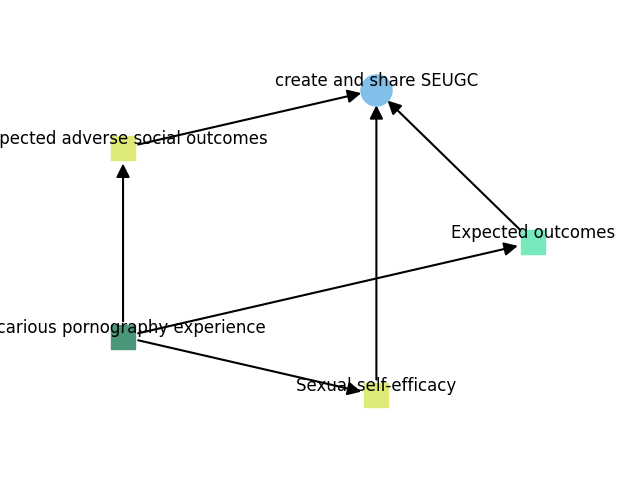 create and share SEUGC
pected adverse social outcomes
Expected outcomes
carious pornography experience
Sexual self-efficacy